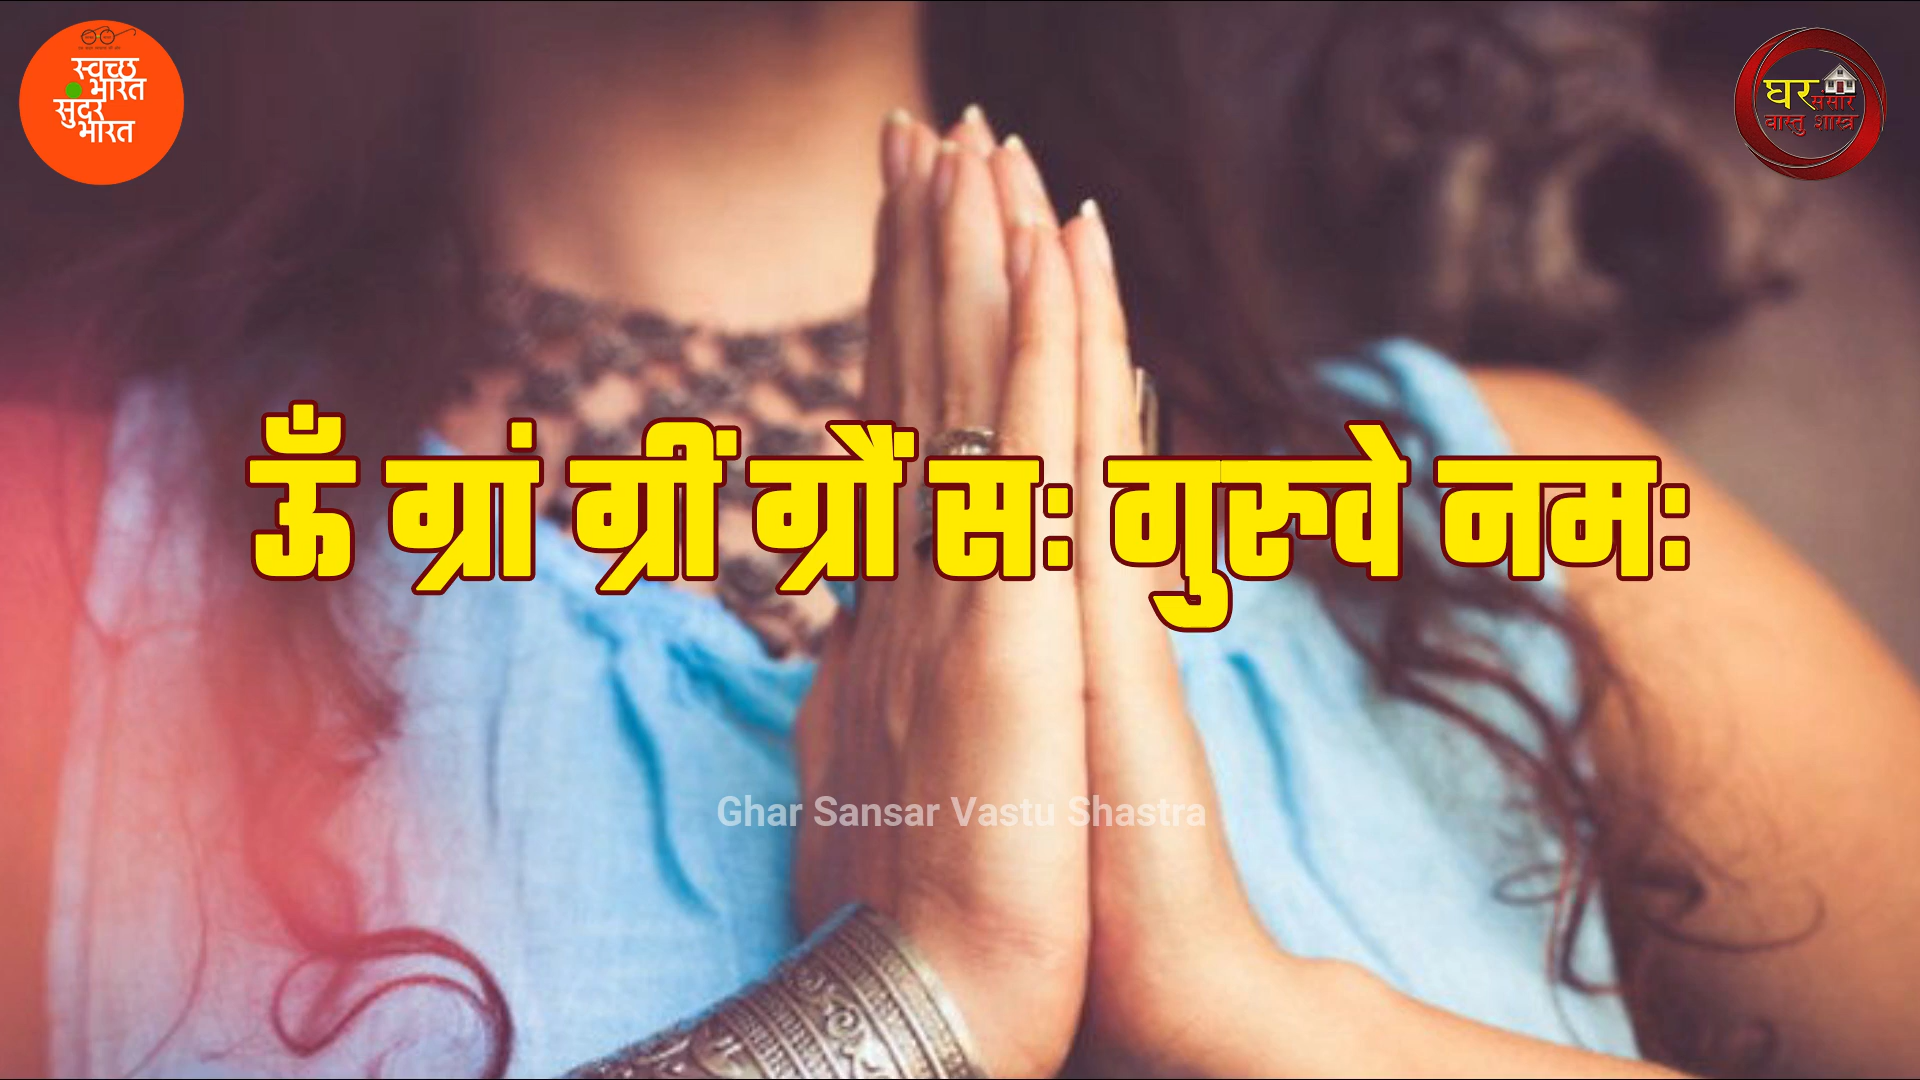 स्वच्छ
भारत
सुंदर
भारत
घर
संसार
वास्तु शास्त्र
ऊँ ग्रां ग्रीं ग्रौं सः गुरुवे नमः
Ghar Sansar Vastu Shastra